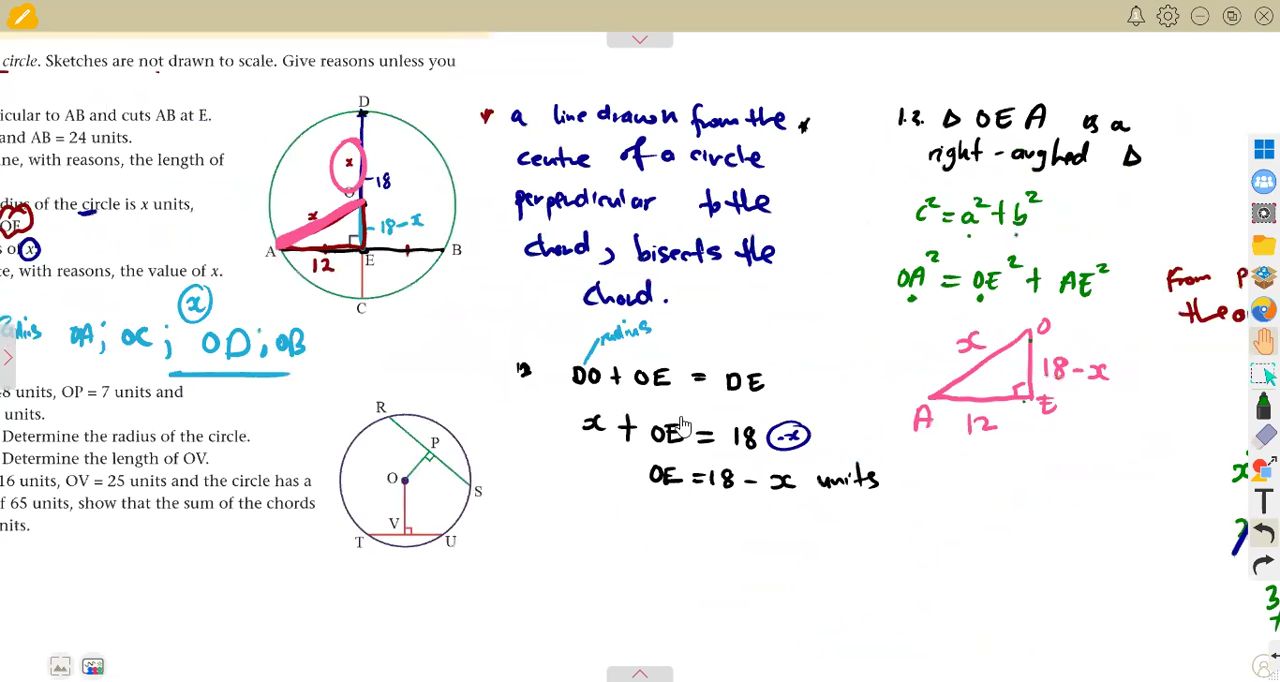 circle. Sketches are not drawn to scale. Give reasons unless you
icular to AB and cuts AB at E.
and AB = 24 units.
ine, with reasons, the length of
of the circle is x units,
OE
s of x
e, with reasons, the value of x.
D
x
18
x
18-x
A
12
E
B
C
x
OA; OC; OD; OB
8 units, OP = 7 units and
units.
Determine the radius of the circle.
Determine the length of OV.
16 units, OV = 25 units and the circle has a
f 65 units, show that the sum of the chords
nits.
R
P
O
S
V
T
U
a line drawn from the
centre of a circle
perpendicular to the
chord, bisects the
chord.
radius
DO + OE = DE
x + OE = 18 -x
OE = 18 - x units
1.3. Δ OEA is a
right-angled Δ
c² = a² + b²
OA² = OE² + AE²
From P
theo
x
O
18-x
A
12
E
x
3